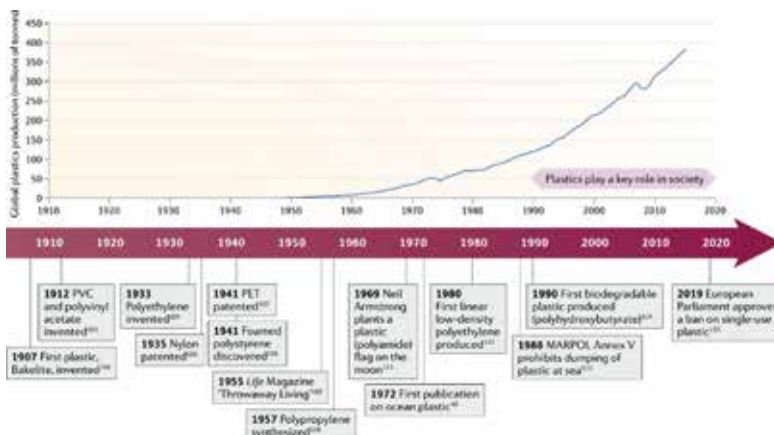 Global plastics production (millions of tonnes)
450
400
350
300
250
200
150
100
50
0
Plastics play a key role in society
1910 1920 1930 1940 1950 1960 1970 1980 1990 2000 2010 2020
1910 1920 1930 1940 1950 1960 1970 1980 1990 2000 2010 2020
1912 PVC
and polyvinyl
acetate
invented
1907 First plastic,
Bakelite, invented
1933
Polyethylene
invented
1935 Nylon
patented
1941 PET
patented
1941 Foamed
polystyrene
discovered
1955 Life Magazine
'Throwaway Living'
1957 Polypropylene
synthesized
1969 Neil
Armstrong
plants a
plastic
(polyamide)
flag on the
moon
1972 First publication
on ocean plastic
1980
First linear
low-density
polyethylene
produced
1990 First biodegradable
plastic produced
(polyhydroxybutyrate)
1988 MARPOL Annex V
prohibits dumping of
plastic at sea
2019 European
Parliament approves
a ban on single-use
plastic